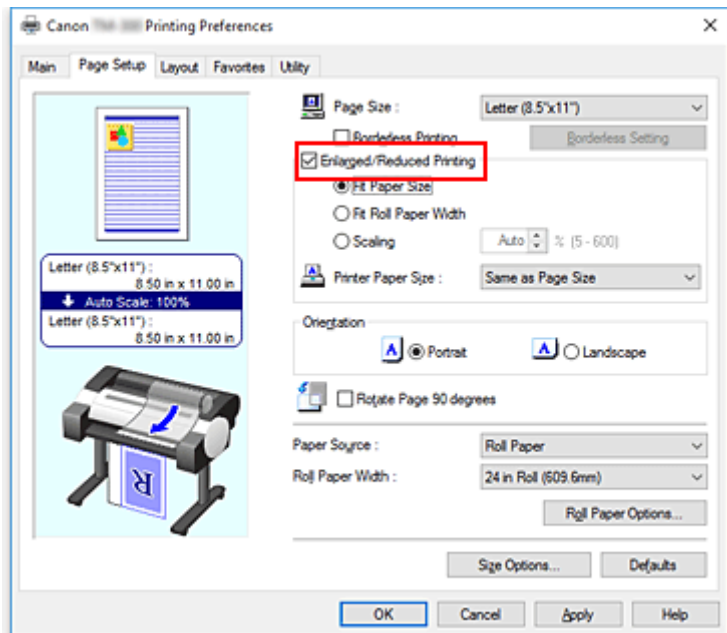 Canon Printing Preferences
Main Page Setup Layout Favorites Utility
Page Size : Letter (8.5"x11")
Borderless Printing Borderless Setting
Enlarged/Reduced Printing
Fit Paper Size
Fit Roll Paper Width
Scaling Auto % (5 - 600)
Printer Paper Size : Same as Page Size
Letter (8.5"x11") :
8.50 in x 11.00 in
Auto Scale: 100%
Letter (8.5"x11") :
8.50 in x 11.00 in
Orientation
A Portrait A Landscape
Rotate Page 90 degrees
R
Paper Source : Roll Paper
Roll Paper Width : 24 in Roll (609.6mm)
Roll Paper Options...
Size Options... Defaults
OK Cancel Apply Help